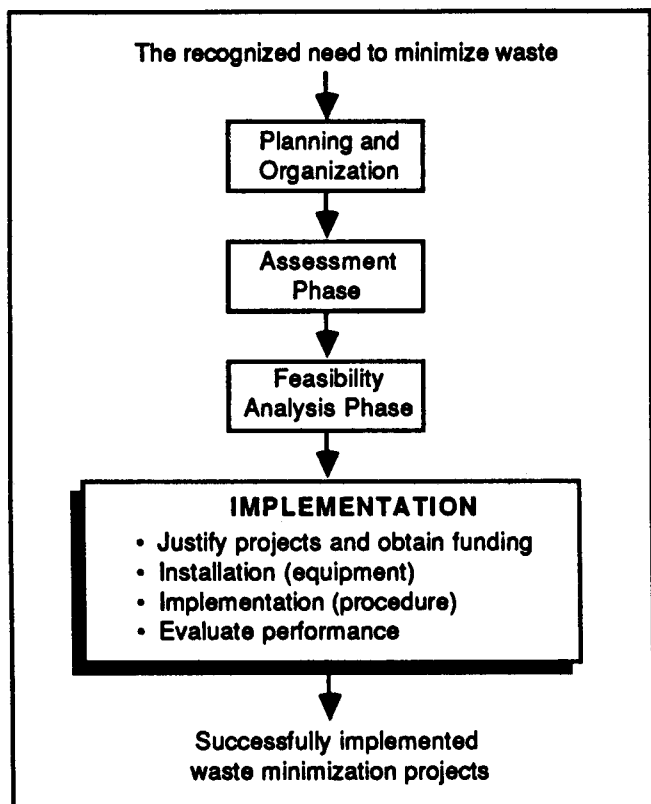 The recognized need to minimize waste
Planning and
Organization
Assessment
Phase
Feasibility
Analysis Phase
IMPLEMENTATION
• Justify projects and obtain funding
• Installation (equipment)
• Implementation (procedure)
• Evaluate performance
Successfully implemented
waste minimization projects